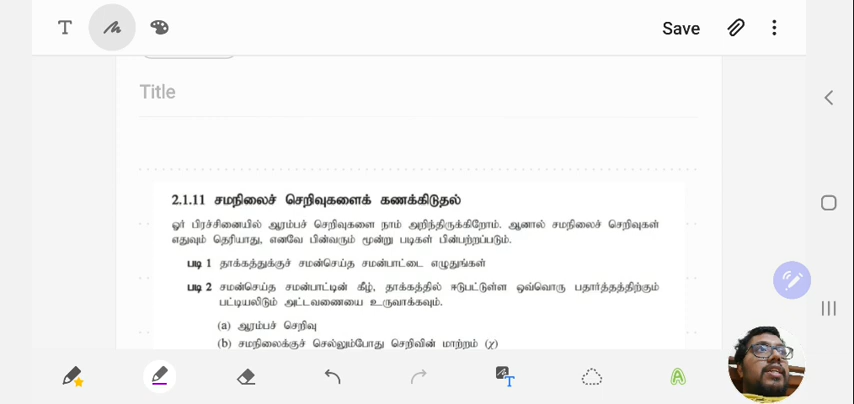 T
Save
Title
2.1.11 சமநிலைச் செறிவுகளைக் கணக்கிடுதல்
ஓர் பிரச்சினையில் ஆரம்பச் செறிவுகளை நாம் அறிந்திருக்கிறோம். ஆனால் சமநிலைச் செறிவுகள்
எதுவும் தெரியாது, எனவே பின்வரும் மூன்று படிகள் பின்பற்றப்படும்.
படி 1 தாக்கத்துக்குச் சமன்செய்த சமன்பாட்டை எழுதுங்கள்
படி 2 சமன்செய்த சமன்பாட்டின் கீழ், தாக்கத்தில் ஈடுபட்டுள்ள ஒவ்வொரு பதார்த்தத்திற்கும்
பட்டியலிடும் அட்டவணையை உருவாக்கவும்.
(a) ஆரம்பச் செறிவு
(b) சமநிலைக்குச் செல்லும்போது செறிவின் மாற்றம் (χ)
T
A